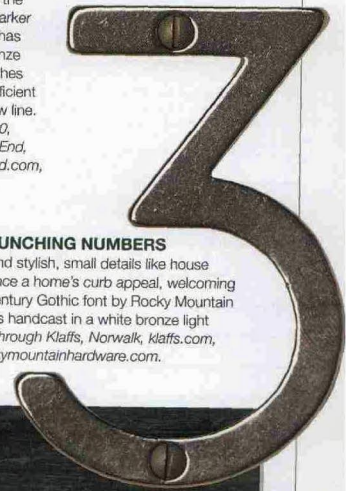 the
arker
has
nze
hes
ficient
w line.
0,
End,
d.com,
UNCHING NUMBERS
nd stylish, small details like house
nce a home's curb appeal, welcoming
ntury Gothic font by Rocky Mountain
s handcast in a white bronze light
hrough Klaffs, Norwalk, klaffs.com,
ymountainhardware.com.
3